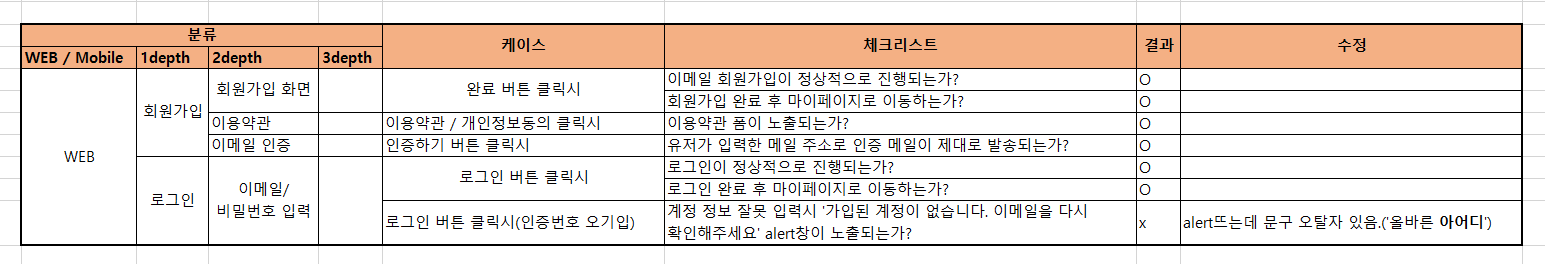 분류
케이스
체크리스트
결과
수정
WEB / Mobile
1depth
2depth
3depth
WEB
회원가입
회원가입 화면
완료 버튼 클릭시
이메일 회원가입이 정상적으로 진행되는가?
O
회원가입 완료 후 마이페이지로 이동하는가?
O
이용약관
이용약관 / 개인정보동의 클릭시
이용약관 폼이 노출되는가?
O
이메일 인증
인증하기 버튼 클릭시
유저가 입력한 메일 주소로 인증 메일이 제대로 발송되는가?
O
로그인
이메일/
비밀번호 입력
로그인 버튼 클릭시
로그인이 정상적으로 진행되는가?
O
로그인 완료 후 마이페이지로 이동하는가?
O
로그인 버튼 클릭시(인증번호 오기입)
계정 정보 잘못 입력시 '가입된 계정이 없습니다. 이메일을 다시
확인해주세요' alert창이 노출되는가?
x
alert뜨는데 문구 오탈자 있음.('올바른 아어디')